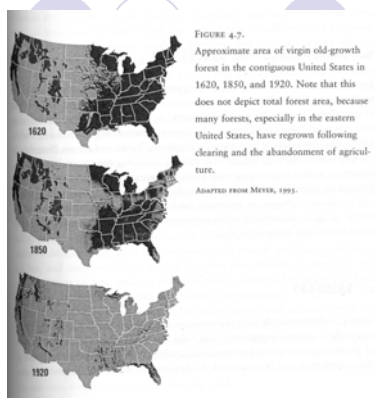 FIGURE 4.7.
Approximate area of virgin old-growth
forest in the contiguous United States in
1620, 1850, and 1920. Note that this
does not depict total forest area, because
many forests, especially in the eastern
United States, have regrown following
clearing and the abandonment of agricul-
ture.
ADAPTED FROM MEYER, 1995.
1620
1850
1920